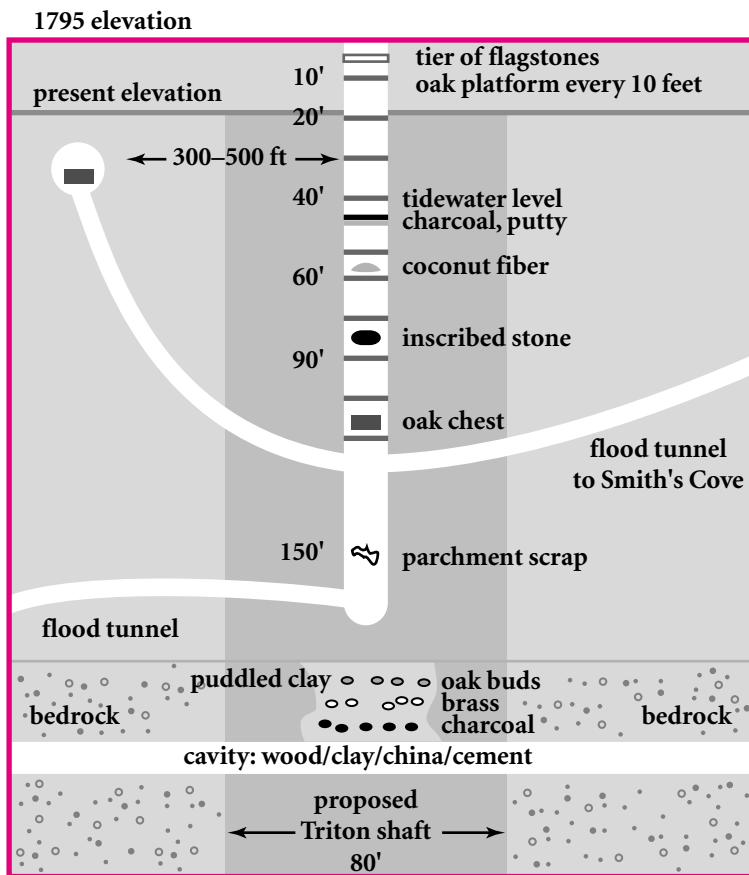 1795 elevation
tier of flagstones
10'
oak platform every 10 feet
present elevation
20'
300–500 ft
40'
tidewater level
charcoal, putty
coconut fiber
60'
inscribed stone
90'
oak chest
flood tunnel
to Smith's Cove
150'
parchment scrap
flood tunnel
puddled clay
oak buds
brass
bedrock
charcoal
bedrock
cavity: wood/clay/china/cement
proposed
Triton shaft
80'